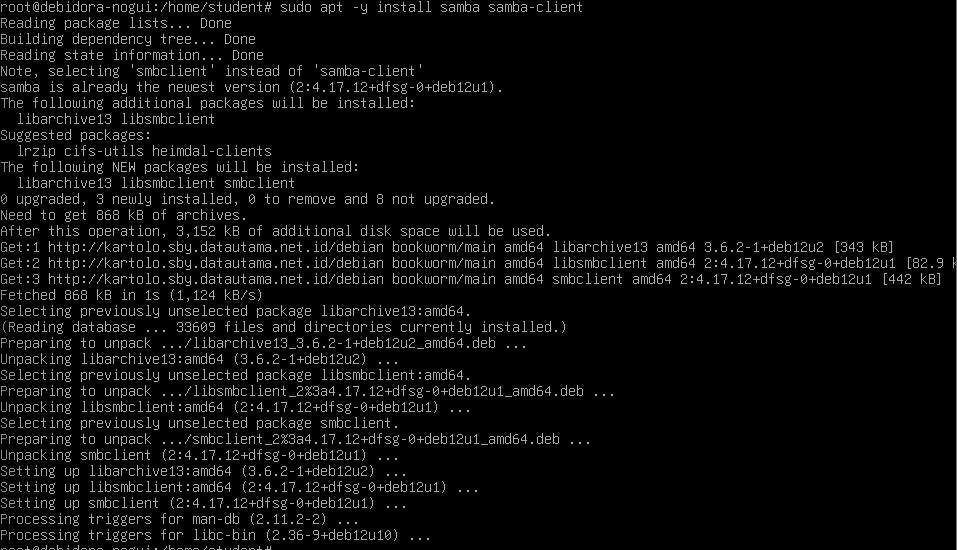 root@debidora-nogui:/home/student# sudo apt -y install samba samba-client
Reading package lists... Done
Building dependency tree... Done
Reading state information... Done
Note, selecting 'smbclient' instead of 'samba-client'
samba is already the newest version (2:4.17.12+dfsg-0+deb12u1).
The following additional packages will be installed:
  libarchive13 libsmbclient
Suggested packages:
  lrzip cifs-utils heimdal-clients
The following NEW packages will be installed:
  libarchive13 libsmbclient smbclient
0 upgraded, 3 newly installed, 0 to remove and 8 not upgraded.
Need to get 868 kB of archives.
After this operation, 3,152 kB of additional disk space will be used.
Get:1 http://kartolo.sby.datautama.net.id/debian bookworm/main amd64 libarchive13 amd64 3.6.2-1+deb12u2 [343 kB]
Get:2 http://kartolo.sby.datautama.net.id/debian bookworm/main amd64 libsmbclient amd64 2:4.17.12+dfsg-0+deb12u1 [82.9 k
Get:3 http://kartolo.sby.datautama.net.id/debian bookworm/main amd64 smbclient amd64 2:4.17.12+dfsg-0+deb12u1 [442 kB]
Fetched 868 kB in 1s (1,124 kB/s)
Selecting previously unselected package libarchive13:amd64.
(Reading database ... 33609 files and directories currently installed.)
Preparing to unpack .../libarchive13_3.6.2-1+deb12u2_amd64.deb ...
Unpacking libarchive13:amd64 (3.6.2-1+deb12u2) ...
Selecting previously unselected package libsmbclient:amd64.
Preparing to unpack .../libsmbclient_2%3a4.17.12+dfsg-0+deb12u1_amd64.deb ...
Unpacking libsmbclient:amd64 (2:4.17.12+dfsg-0+deb12u1) ...
Selecting previously unselected package smbclient.
Preparing to unpack .../smbclient_2%3a4.17.12+dfsg-0+deb12u1_amd64.deb ...
Unpacking smbclient (2:4.17.12+dfsg-0+deb12u1) ...
Setting up libarchive13:amd64 (3.6.2-1+deb12u2) ...
Setting up libsmbclient:amd64 (2:4.17.12+dfsg-0+deb12u1) ...
Setting up smbclient (2:4.17.12+dfsg-0+deb12u1) ...
Processing triggers for man-db (2.11.2-2) ...
Processing triggers for libc-bin (2.36-9+deb12u10) ...
root@debidora-nogui:/home/student#